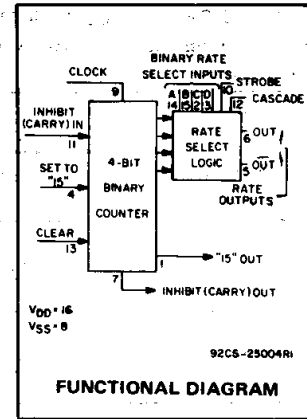 BINARY RATE
SELECT INPUTS
CLOCK
9
A B C D
14 15 2 3
10
STROBE
12
CASCADE
INHIBIT
(CARRY) IN
11
SET TO
"15"
4
CLEAR
13
4-BIT
BINARY
COUNTER
RATE
SELECT
LOGIC
6 OUT
5 OUT
RATE
OUTPUTS
1
"15" OUT
7
INHIBIT (CARRY) OUT
VDD = 16
VSS = 8
92CS-25004R1
FUNCTIONAL DIAGRAM